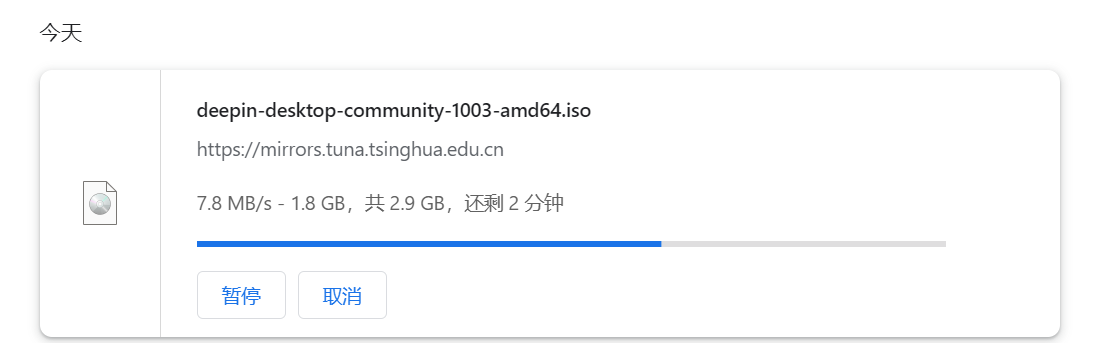 今天
deepin-desktop-community-1003-amd64.iso
https://mirrors.tuna.tsinghua.edu.cn
7.8 MB/s - 1.8 GB，共 2.9 GB，还剩 2 分钟
暂停 取消